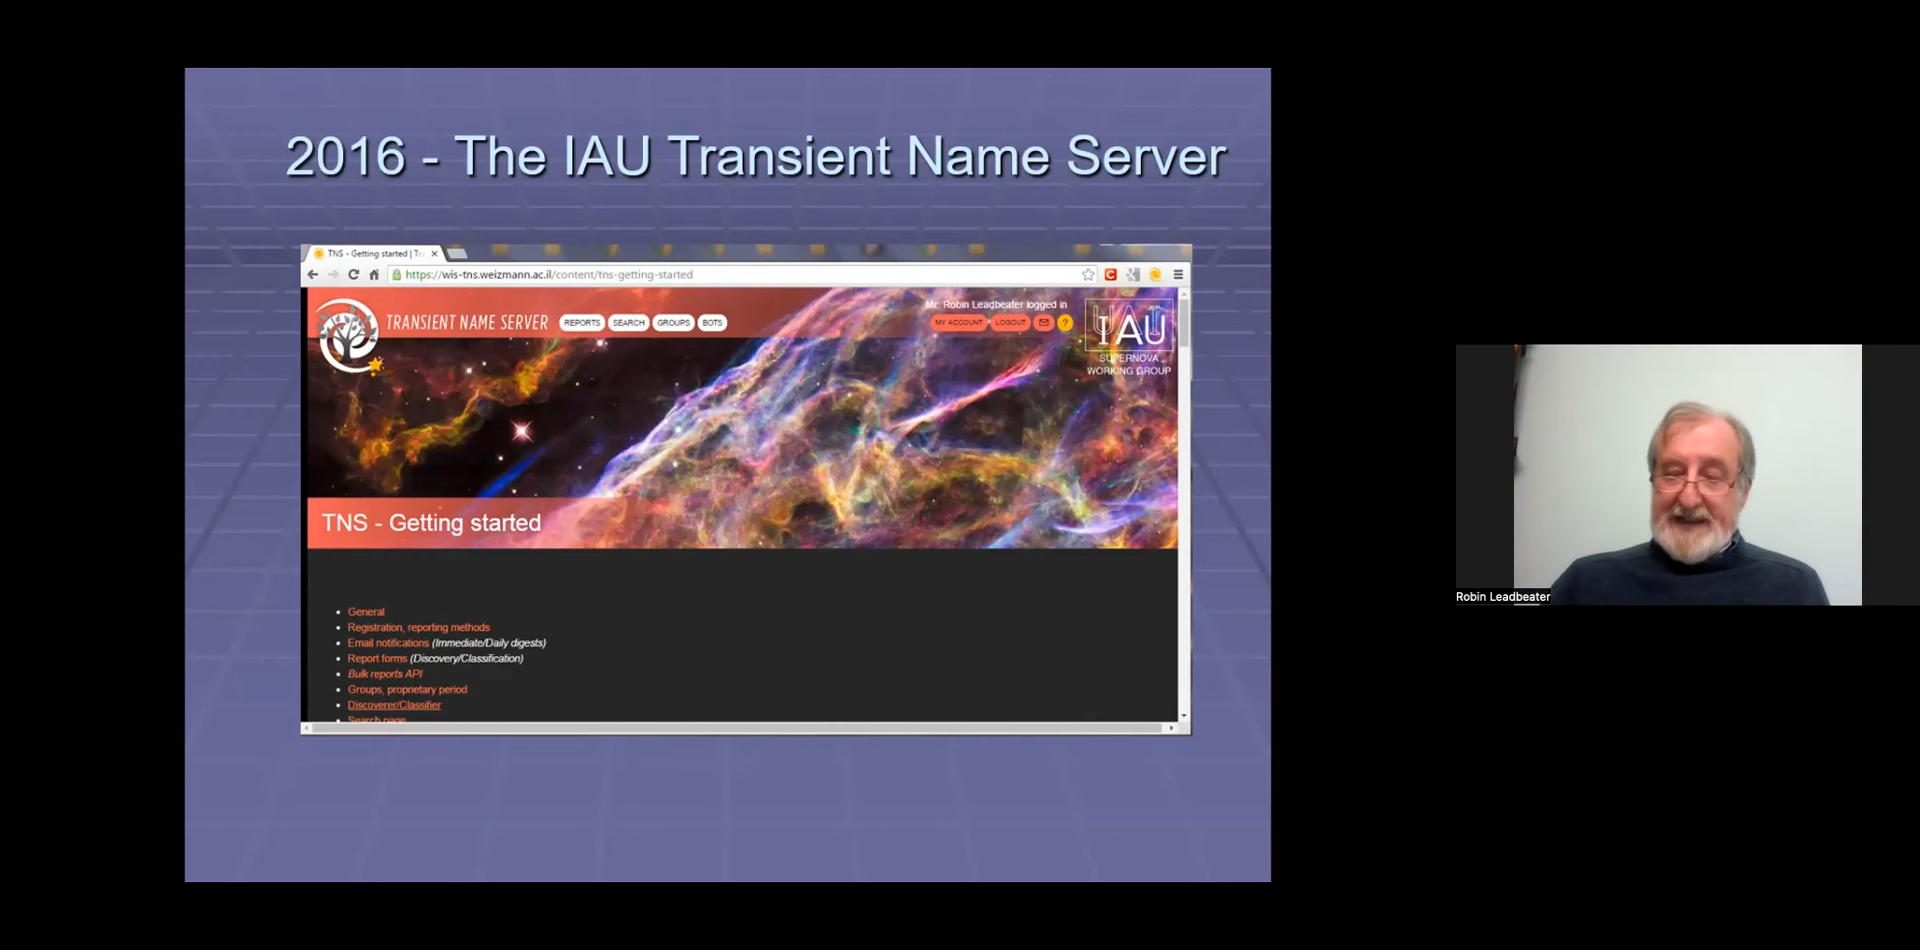 2016 - The IAU Transient Name Server
TNS - Getting started | Tr
https://wis-tns.weizmann.ac.il/content/tns-getting-started
Mr. Robin Leadbeater logged in
TRANSIENT NAME SERVER REPORTS SEARCH GROUPS BOTS
MY ACCOUNT LOGOUT ?
IAU
SUPERNOVA
WORKING GROUP
TNS - Getting started
General
Registration, reporting methods
Email notifications (Immediate/Daily digests)
Report forms (Discovery/Classification)
Bulk reports API
Groups, proprietary period
Discoverer/Classifier
Search page
Robin Leadbeater